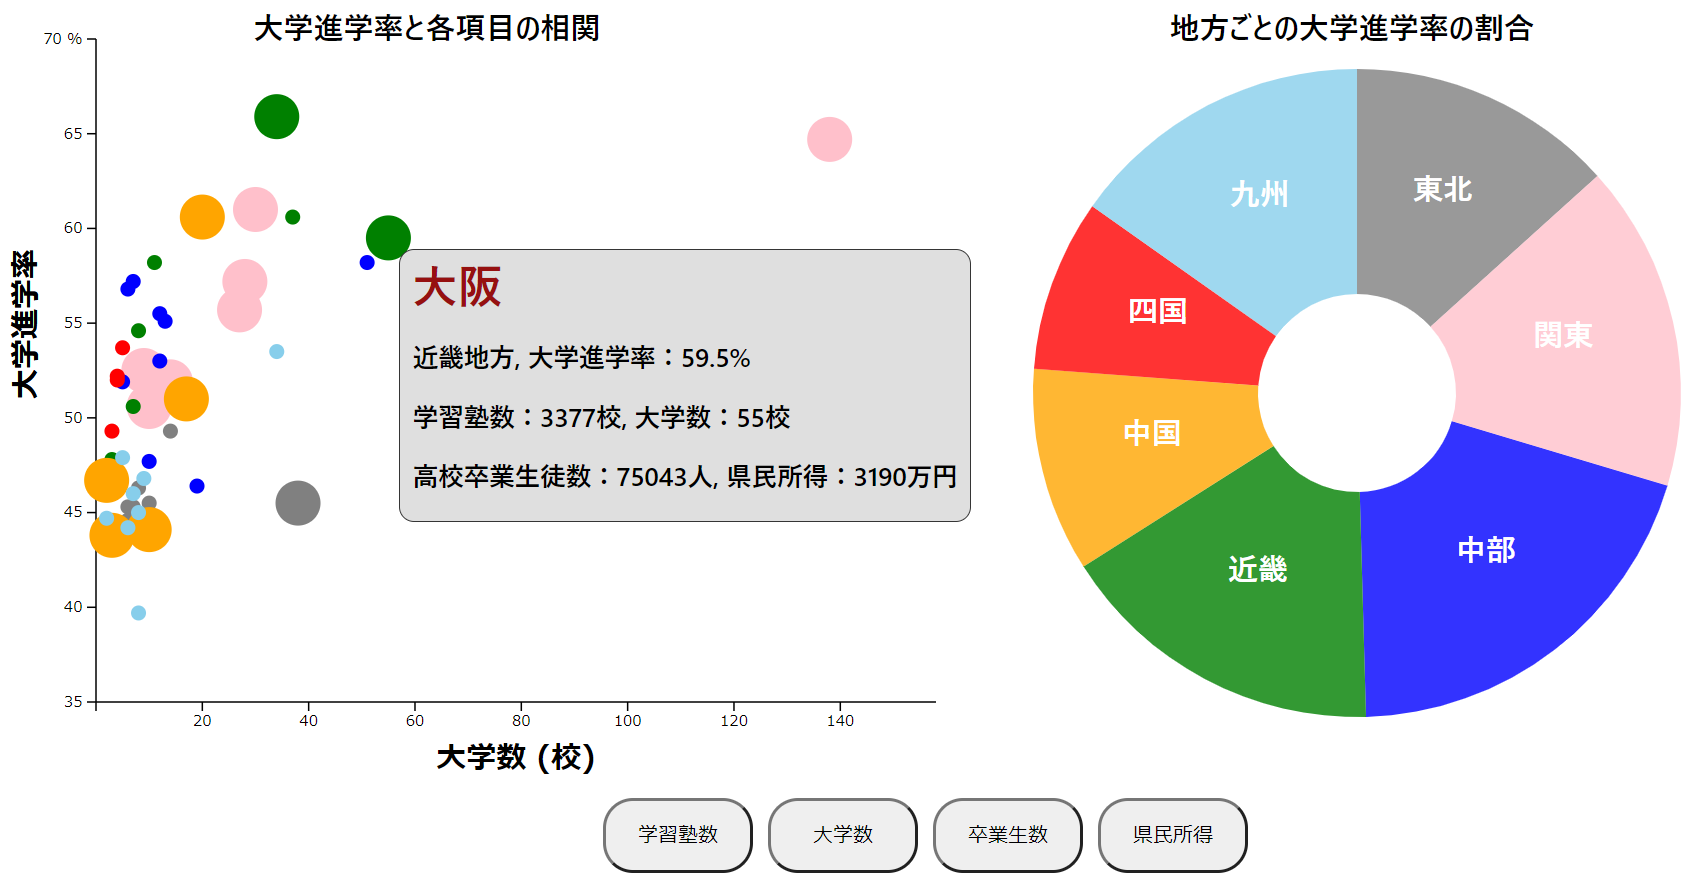 大学進学率と各項目の相関
70 %
65
60
55
50
45
40
35
大学進学率
20
40
60
80
100
120
140
大学数 (校)
大阪
近畿地方, 大学進学率：59.5%
学習塾数：3377校, 大学数：55校
高校卒業生徒数：75043人, 県民所得：3190万円
地方ごとの大学進学率の割合
九州
東北
四国
関東
中国
中部
近畿
学習塾数
大学数
卒業生数
県民所得